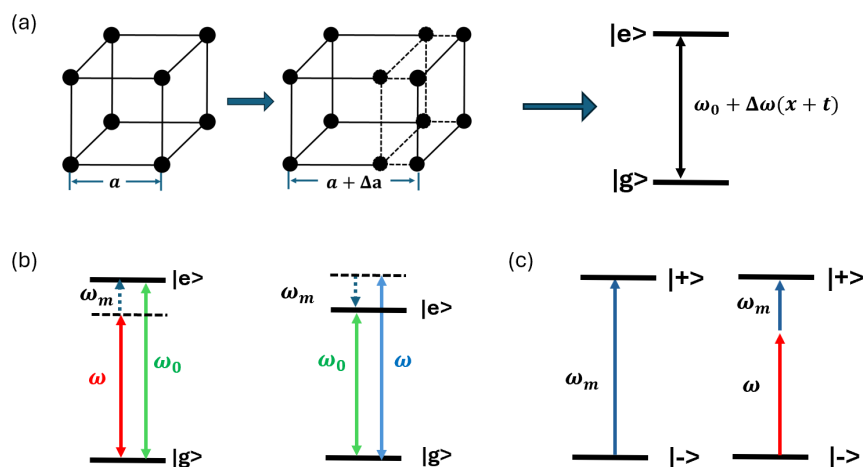 (a)
|e>
ω₀ + Δω(x + t)
a
a + Δa
|g>
(b)
|e>
ωₘ
ω
ω₀
|g>
ωₘ
|e>
ω₀
ω
|g>
(c)
|+>
ωₘ
|->
|+>
ωₘ
ω
|->